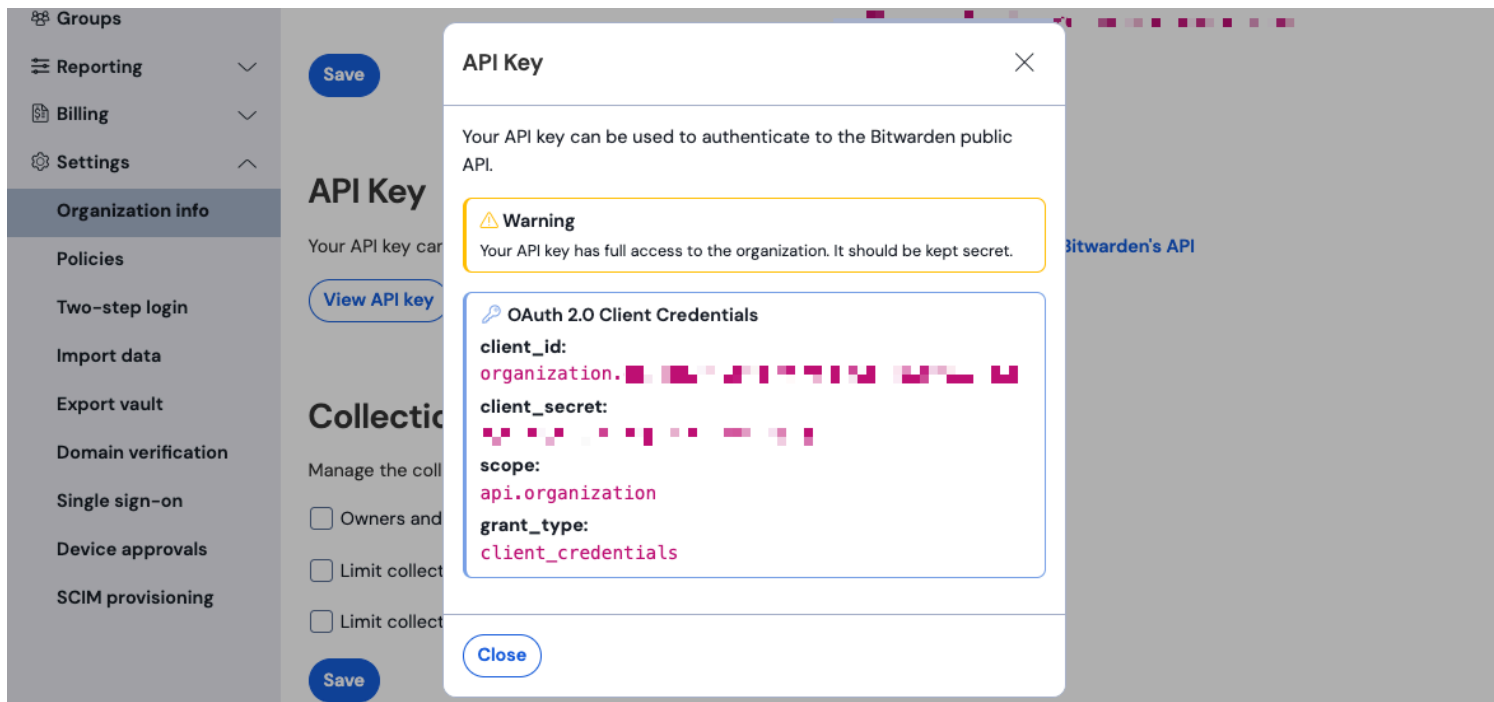 Groups
Reporting
Billing
Settings
Organization info
Policies
Two-step login
Import data
Export vault
Domain verification
Single sign-on
Device approvals
SCIM provisioning
Save
API Key
Your API key can
Bitwarden's API
View API key
Collectic
Manage the coll
Owners and
Limit collect
Limit collect
Save
API Key
Your API key can be used to authenticate to the Bitwarden public
API.
Warning
Your API key has full access to the organization. It should be kept secret.
OAuth 2.0 Client Credentials
client_id:
organization.
client_secret:
scope:
api.organization
grant_type:
client_credentials
Close